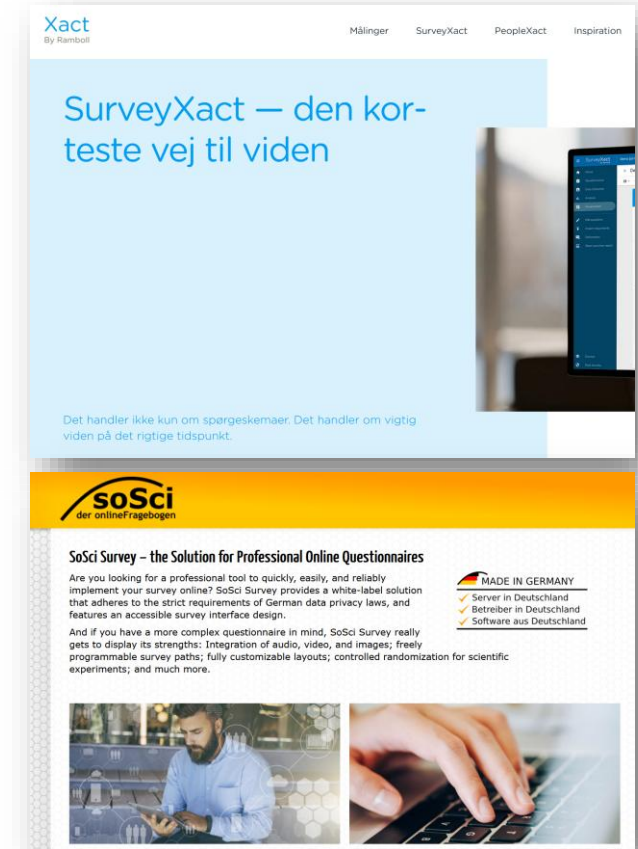 Xact
By Ramboll
Målinger SurveyXact PeopleXact Inspiration
SurveyXact — den kor-
teste vej til viden
Det handler ikke kun om spørgeskemaer. Det handler om vigtig
viden på det rigtige tidspunkt.
soSci
der onlineFragebogen
SoSci Survey – the Solution for Professional Online Questionnaires
Are you looking for a professional tool to quickly, easily, and reliably
implement your survey online? SoSci Survey provides a white-label solution
that adheres to the strict requirements of German data privacy laws, and
features an accessible survey interface design.
And if you have a more complex questionnaire in mind, SoSci Survey really
gets to display its strengths: Integration of audio, video, and images; freely
programmable survey paths; fully customizable layouts; controlled randomization for scientific
experiments; and much more.
MADE IN GERMANY
Server in Deutschland
Betreiber in Deutschland
Software aus Deutschland